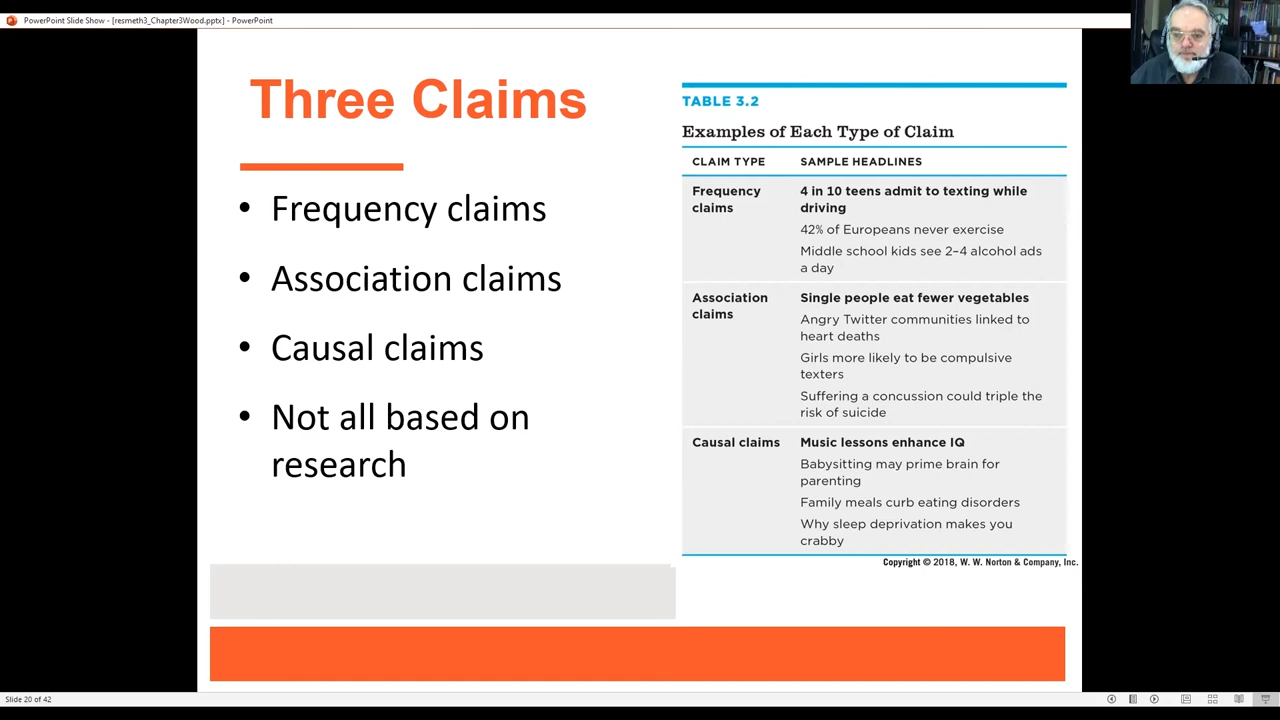 PowerPoint Slide Show - [resmeth3_Chapter3Wood.pptx] - PowerPoint
Three Claims
• Frequency claims
• Association claims
• Causal claims
• Not all based on
research
TABLE 3.2
Examples of Each Type of Claim
CLAIM TYPE SAMPLE HEADLINES
Frequency claims
4 in 10 teens admit to texting while
driving
42% of Europeans never exercise
Middle school kids see 2–4 alcohol ads
a day
Association
claims
Single people eat fewer vegetables
Angry Twitter communities linked to
heart deaths
Girls more likely to be compulsive
texters
Suffering a concussion could triple the
risk of suicide
Causal claims
Music lessons enhance IQ
Babysitting may prime brain for
parenting
Family meals curb eating disorders
Why sleep deprivation makes you
crabby
Copyright © 2018, W. W. Norton & Company, Inc.
Slide 20 of 42